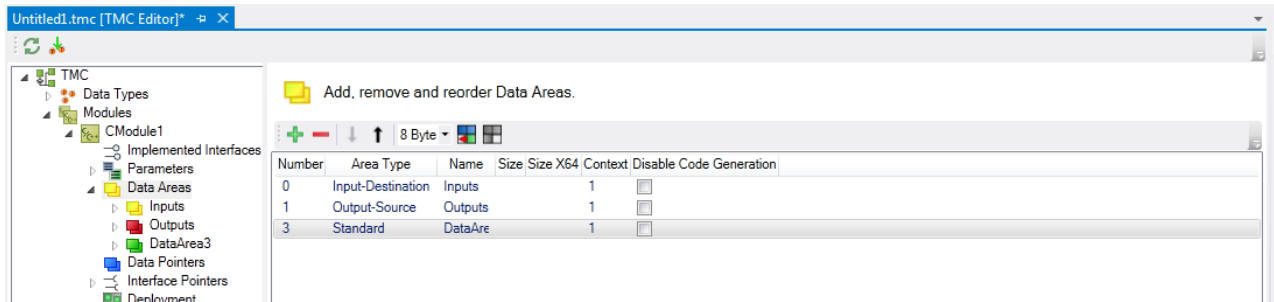 Untitled1.tmc [TMC Editor]*
TMC
Data Types
Modules
CModule1
Implemented Interfaces
Parameters
Data Areas
Inputs
Outputs
DataArea3
Data Pointers
Interface Pointers
Deployment
Add, remove and reorder Data Areas.
8 Byte
Number Area Type Name Size Size X64 Context Disable Code Generation
0 Input-Destination Inputs 1
1 Output-Source Outputs 1
3 Standard DataAre 1